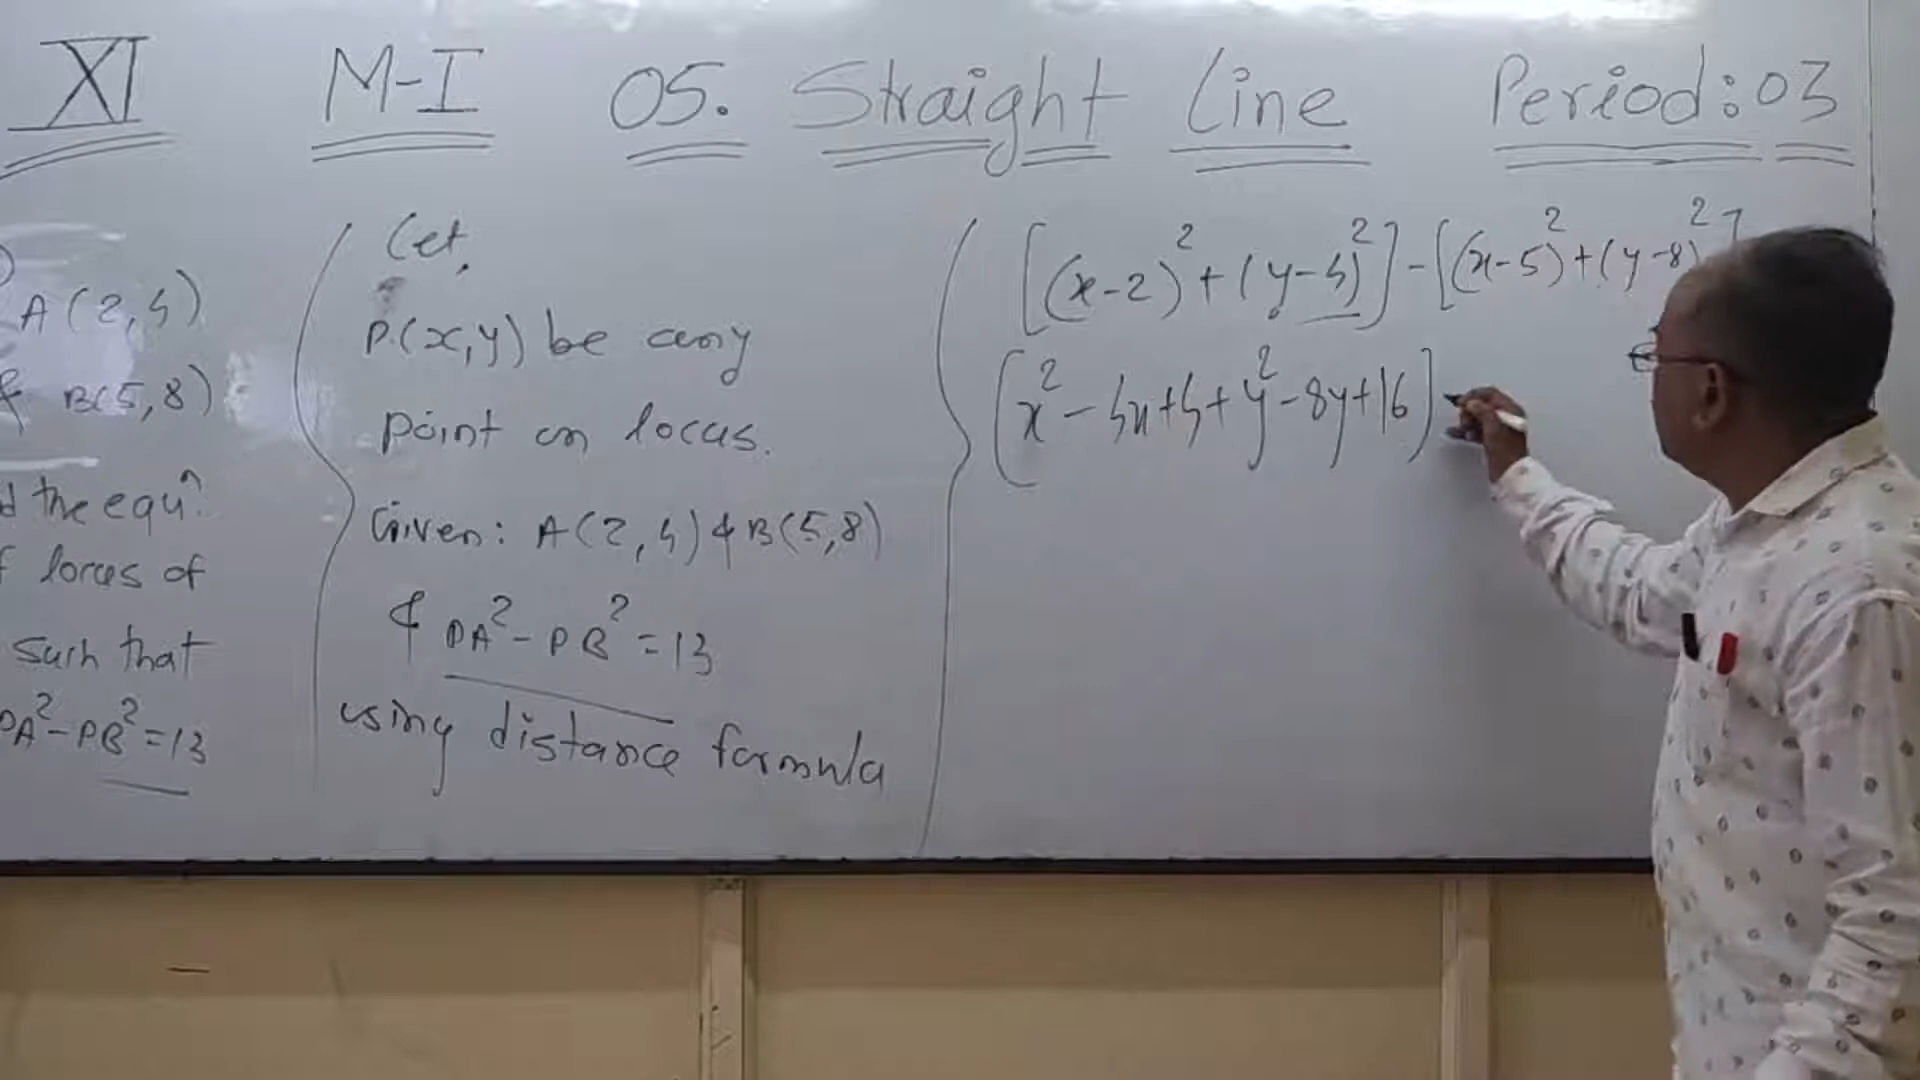 XI M-I 05. Straight Line Period: 03
A(2,4)
& B(5,8)
the equⁿ.
locus of
such that
PA²-PB²=13
Let,
P(x,y) be any
point on locus.
Given: A(2,4) & B(5,8)
& PA²-PB²=13
using distance formula
[(x-2)²+(y-4)²]-[(x-5)²+(y-8)²]
[x²-4x+4+y²-8y+16]-